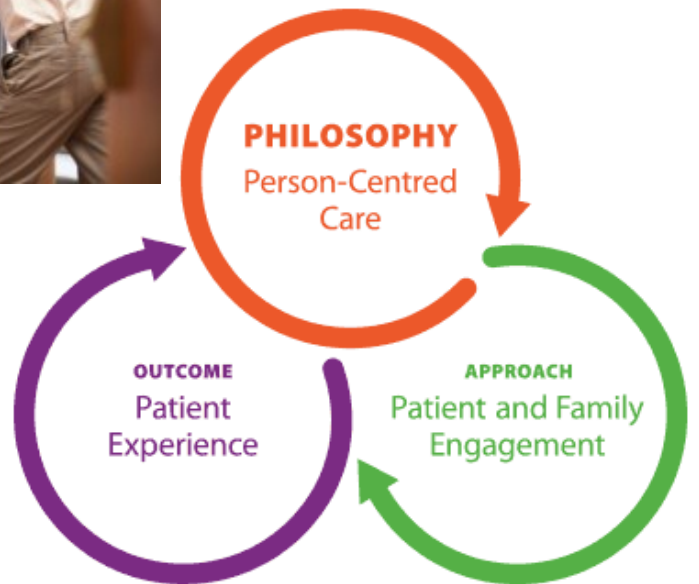 PHILOSOPHY
Person-Centred
Care
OUTCOME
Patient
Experience
APPROACH
Patient and Family
Engagement